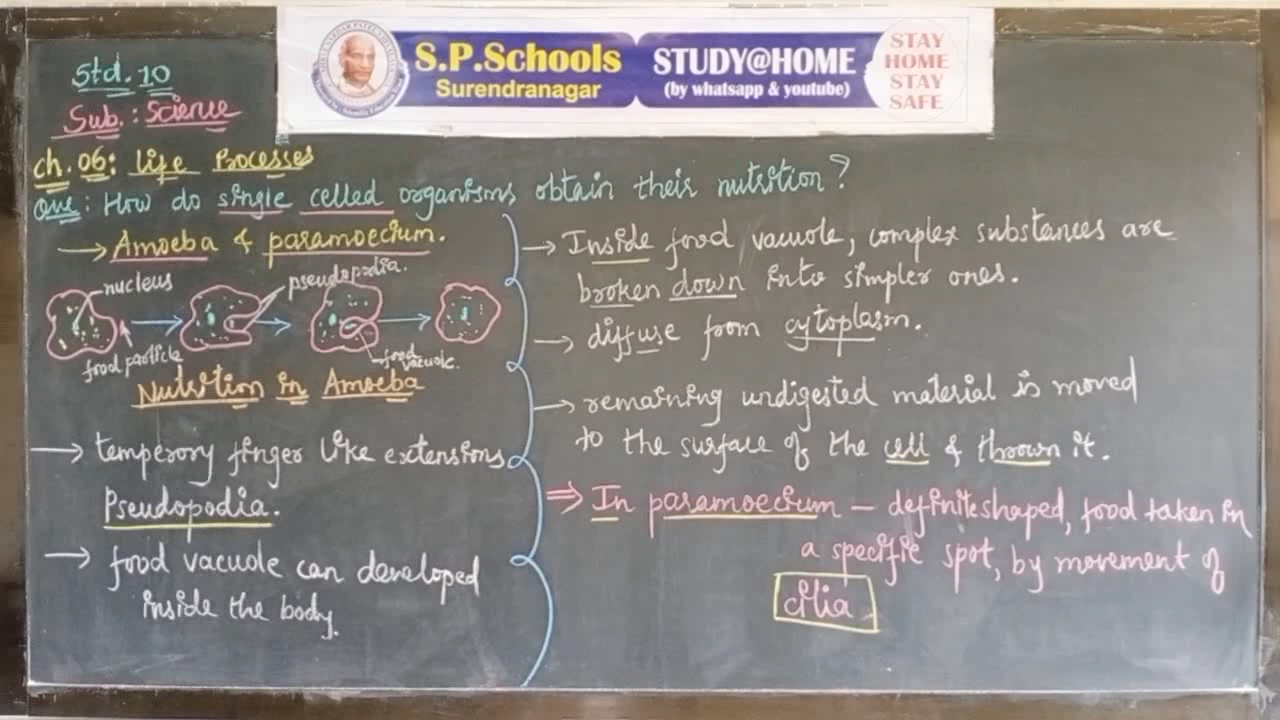 S.P.Schools
Surendranagar
STUDY@HOME
(by whatsapp & youtube)
STAY
HOME
STAY
SAFE
Std. 10
Sub. : Science
Ch. 06: Life Processes
Que: How do single celled organisms obtain their nutrition?
→ Amoeba & paramoecium.
nucleus
pseudopodia.
food particle
food
vacuole.
Nutrition in Amoeba
→ temperory finger like extensions
Pseudopodia.
→ food vacuole can developed
inside the body.
→ Inside food vacuole, complex substances are
broken down into simpler ones.
→ diffuse from cytoplasm.
→ remaining undigested material is moved
to the surface of the cell & thrown it.
⇒ In paramoecium — definite shaped, food taken in
a specific spot, by movement of
cilia